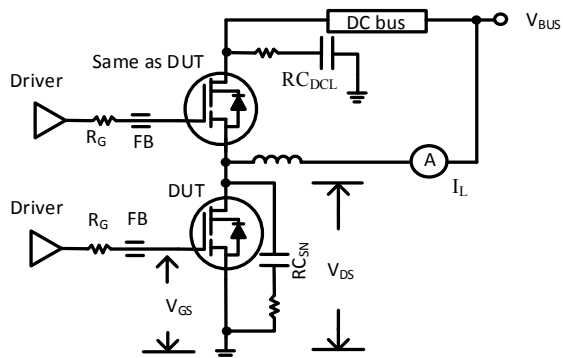 DC bus
V_BUS
Same as DUT
RC_DCL
Driver
R_G
FB
A
I_L
DUT
Driver
R_G
FB
RC_SN
V_DS
V_GS